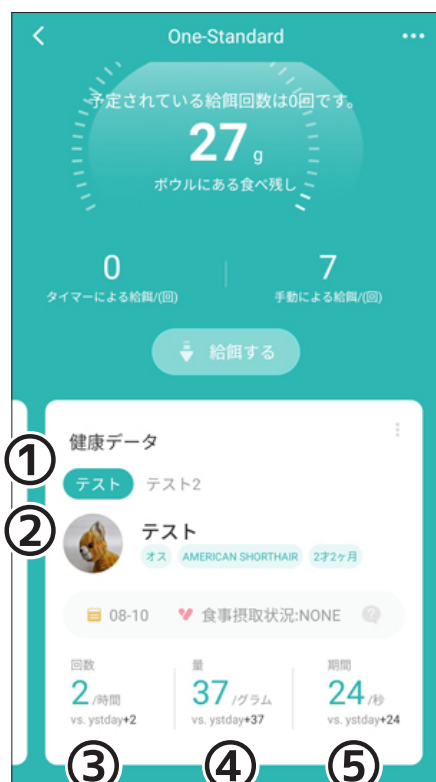 One-Standard
予定されている給餌回数は0回です。
27 g
ボウルにある食べ残し
0 7
タイマーによる給餌/(回) 手動による給餌/(回)
給餌する
健康データ
①
テスト テスト2
②
テスト
オス AMERICAN SHORTHAIR 2才2ヶ月
08-10 食事摂取状況:NONE ?
回数 量 期間
2/時間 37/グラム 24/秒
vs. ystday+2 vs. ystday+37 vs. ystday+24
③ ④ ⑤